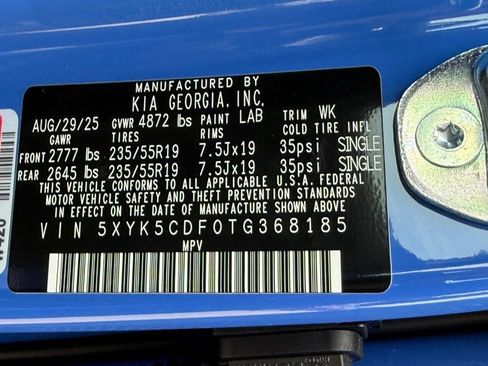 MANUFACTURED BY
KIA GEORGIA, INC.
AUG/29/25 GVWR 4872 lbs PAINT LAB TRIM WK
GAWR TIRES RIMS COLD TIRE INFL
FRONT 2777 lbs 235/55R19 7.5Jx19 35psi SINGLE
REAR 2645 lbs 235/55R19 7.5Jx19 35psi SINGLE
THIS VEHICLE CONFORMS TO ALL APPLICABLE U.S.A. FEDERAL
MOTOR VEHICLE SAFETY AND THEFT PREVENTION STANDARDS
IN EFFECT ON THE DATE OF MANUFACTURE SHOWN ABOVE
VIN 5XYK5CDF0TG368185
MPV